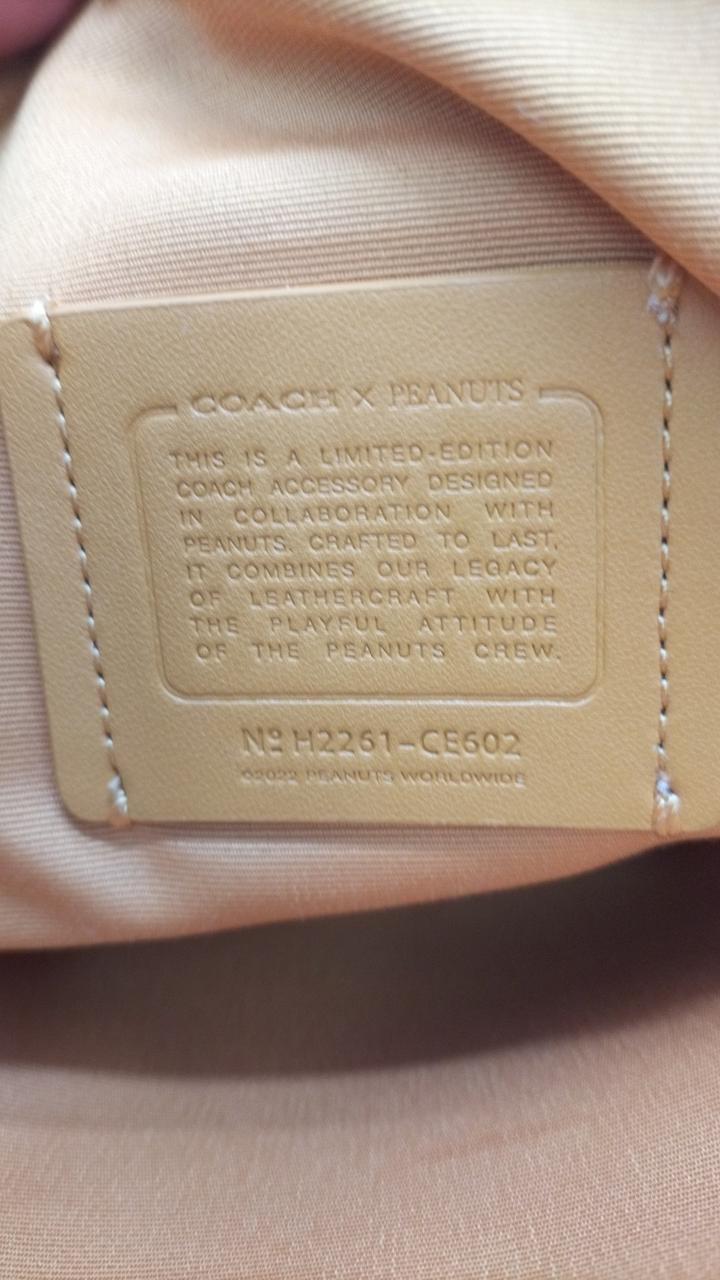 COACH X PEANUTS
THIS IS A LIMITED-EDITION
COACH ACCESSORY DESIGNED
IN COLLABORATION WITH
PEANUTS. CRAFTED TO LAST,
IT COMBINES OUR LEGACY
OF LEATHERCRAFT WITH
THE PLAYFUL ATTITUDE
OF THE PEANUTS CREW.
Nº H2261-CE602
©2022 PEANUTS WORLDWIDE